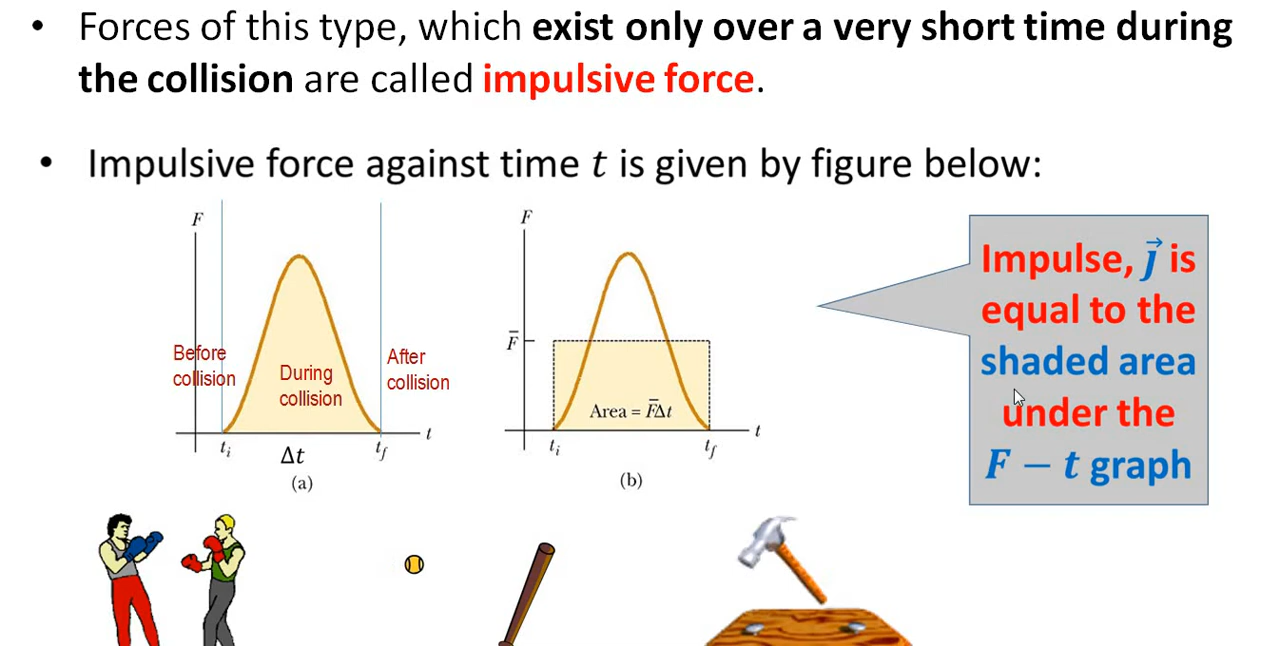 • Forces of this type, which exist only over a very short time during
the collision are called impulsive force.
• Impulsive force against time t is given by figure below:
F
Before
collision
During
collision
After
collision
tᵢ
Δt
t_f
t
(a)
F
F̄
Area = F̄Δt
tᵢ
t_f
t
(b)
Impulse, J⃗ is
equal to the
shaded area
under the
F – t graph